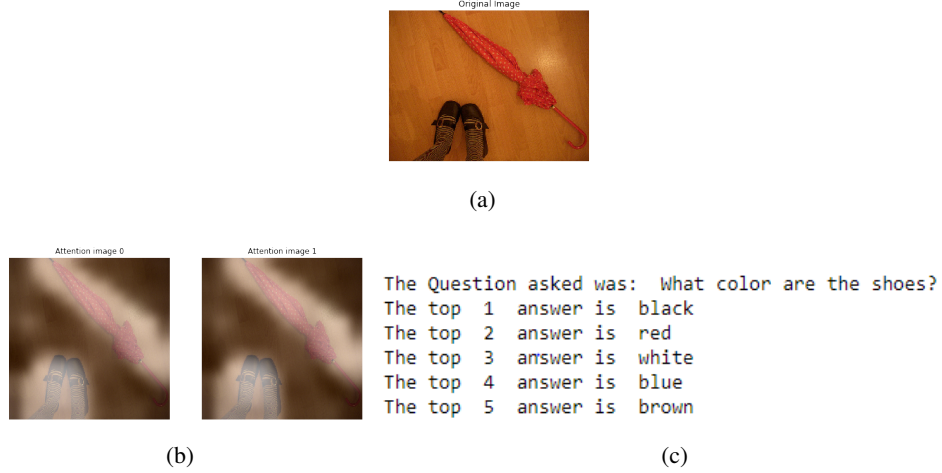 Original Image
(a)
Attention image 0
Attention image 1
The Question asked was: What color are the shoes?
The top 1 answer is black
The top 2 answer is red
The top 3 answer is white
The top 4 answer is blue
The top 5 answer is brown
(b)
(c)